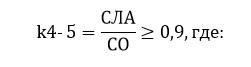 k4-5 = СЛА/СО ≥ 0,9, где: